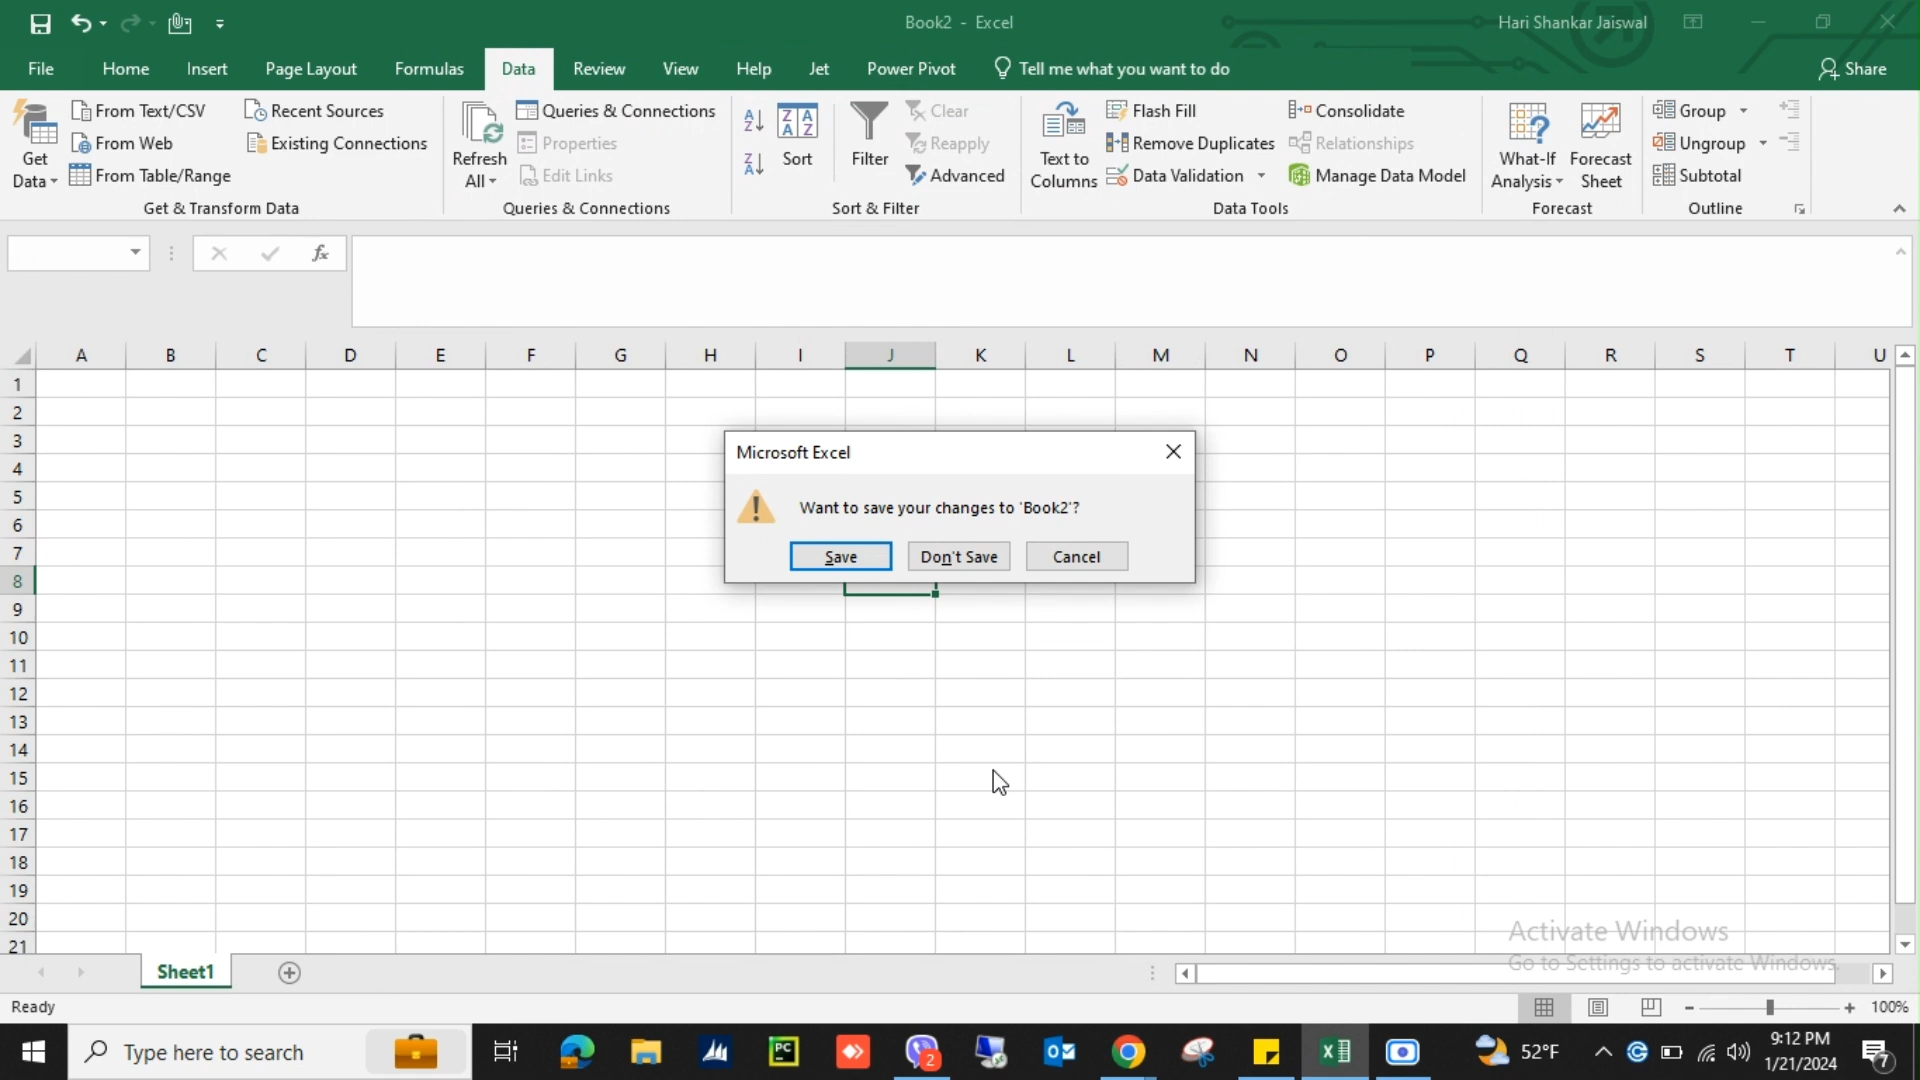 Book2 - Excel
Hari Shankar Jaiswal
File Home Insert Page Layout Formulas Data Review View Help Jet Power Pivot Tell me what you want to do Share
Get Data
From Text/CSV
From Web
From Table/Range
Recent Sources
Existing Connections
Get & Transform Data
Refresh All
Queries & Connections
Properties
Edit Links
Queries & Connections
Sort
Filter
Clear
Reapply
Advanced
Sort & Filter
Text to Columns
Flash Fill
Remove Duplicates
Data Validation
Consolidate
Relationships
Manage Data Model
Data Tools
What-If Analysis
Forecast Sheet
Forecast
Group
Ungroup
Subtotal
Outline
fx
A B C D E F G H I J K L M N O P Q R S T U
1
2
3
4
5
6
7
8
9
10
11
12
13
14
15
16
17
18
19
20
21
Microsoft Excel
Want to save your changes to 'Book2'?
Save Don't Save Cancel
Activate Windows
Go to Settings to activate Windows.
Sheet1
Ready
100%
Type here to search
PC
2
52°F
9:12 PM
1/21/2024
7